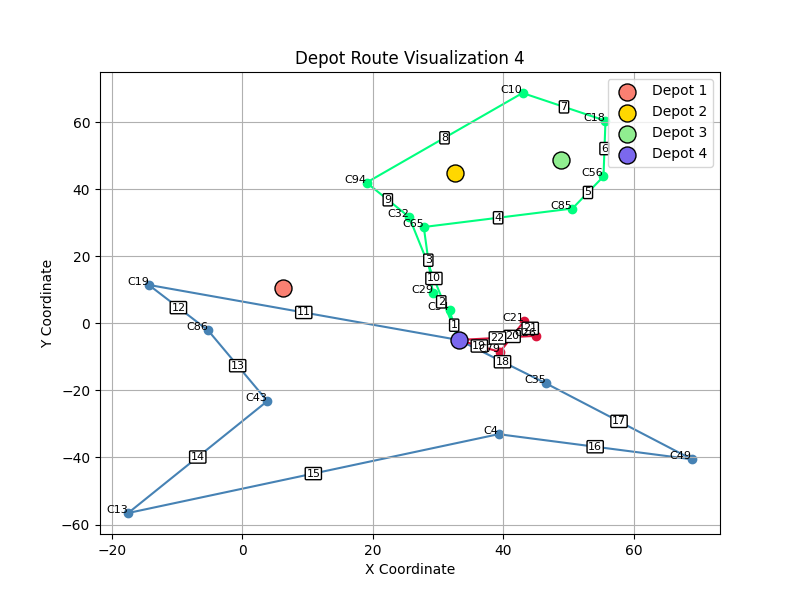 Depot Route Visualization 4
Depot 1
Depot 2
Depot 3
Depot 4
Y Coordinate
X Coordinate
60
40
20
0
−20
−40
−60
−20
0
20
40
60
C10
C18
C56
C85
C94
C32
C65
C29
C19
C86
C43
C13
C4
C49
C35
C21
1
2
3
4
5
6
7
8
9
10
11
12
13
14
15
16
17
18
19
20
21
22